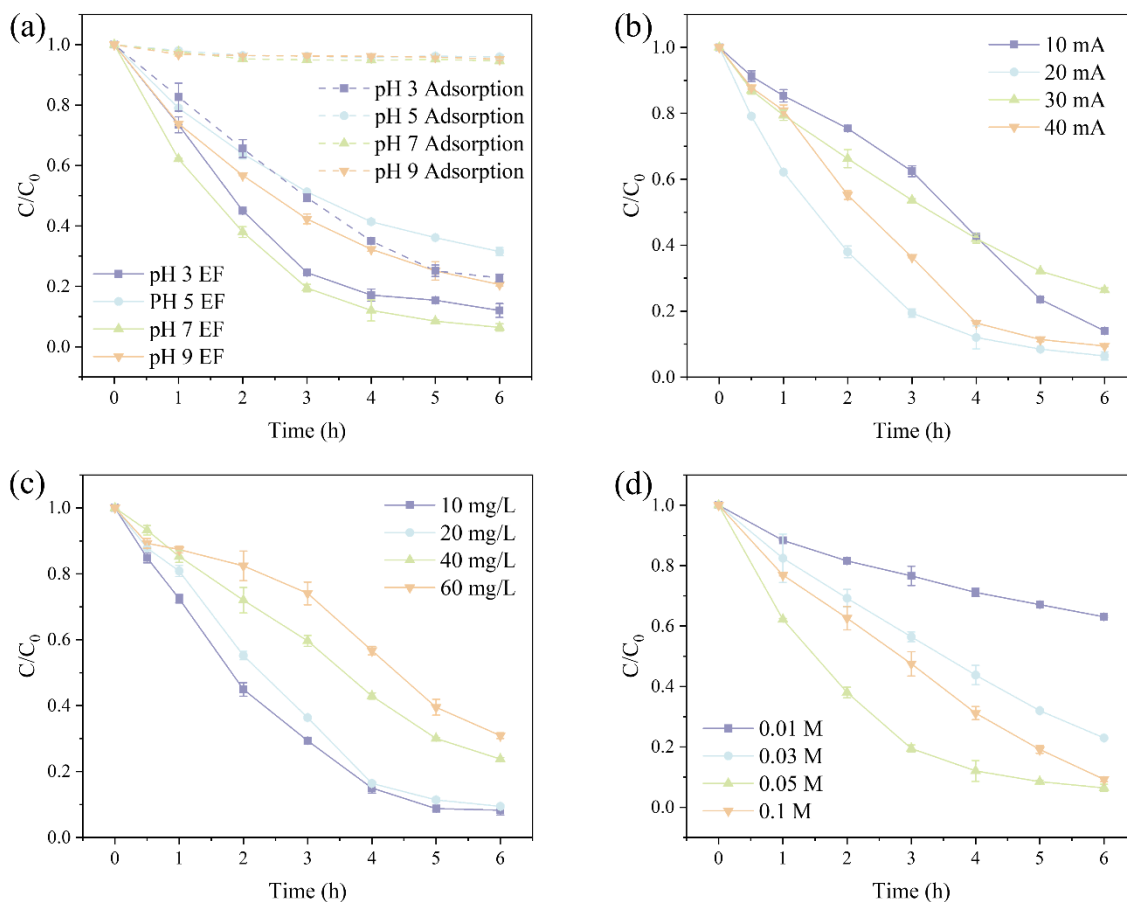 (a)
1.0
0.8
0.6
0.4
0.2
0.0
C/C0
pH 3 Adsorption
pH 5 Adsorption
pH 7 Adsorption
pH 9 Adsorption
pH 3 EF
PH 5 EF
pH 7 EF
pH 9 EF
0 1 2 3 4 5 6
Time (h)
(b)
1.0
0.8
0.6
0.4
0.2
0.0
C/C0
10 mA
20 mA
30 mA
40 mA
0 1 2 3 4 5 6
Time (h)
(c)
1.0
0.8
0.6
0.4
0.2
0.0
C/C0
10 mg/L
20 mg/L
40 mg/L
60 mg/L
0 1 2 3 4 5 6
Time (h)
(d)
1.0
0.8
0.6
0.4
0.2
0.0
C/C0
0.01 M
0.03 M
0.05 M
0.1 M
0 1 2 3 4 5 6
Time (h)